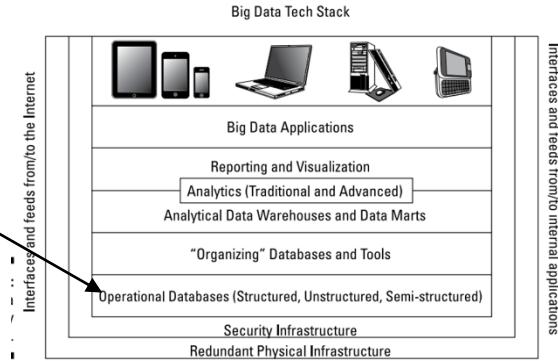 Big Data Tech Stack
Interfaces and feeds from/to the Internet
Interfaces and feeds from/to internal applications
Big Data Applications
Reporting and Visualization
Analytics (Traditional and Advanced)
Analytical Data Warehouses and Data Marts
“Organizing” Databases and Tools
Operational Databases (Structured, Unstructured, Semi-structured)
Security Infrastructure
Redundant Physical Infrastructure